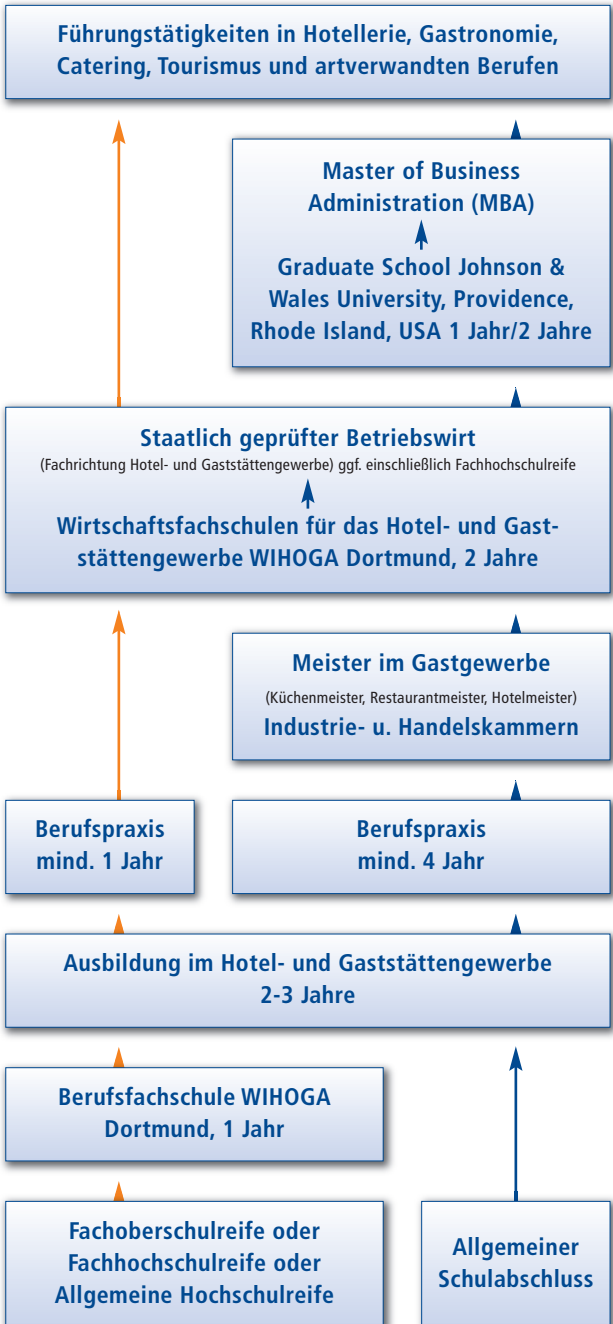 Führungstätigkeiten in Hotellerie, Gastronomie,
Catering, Tourismus und artverwandten Berufen
Master of Business
Administration (MBA)
Graduate School Johnson &
Wales University, Providence,
Rhode Island, USA 1 Jahr/2 Jahre
Staatlich geprüfter Betriebswirt
(Fachrichtung Hotel- und Gaststättengewerbe) ggf. einschließlich Fachhochschulreife
Wirtschaftsfachschulen für das Hotel- und Gast-
stättengewerbe WIHOGA Dortmund, 2 Jahre
Meister im Gastgewerbe
(Küchenmeister, Restaurantmeister, Hotelmeister)
Industrie- u. Handelskammern
Berufspraxis
mind. 1 Jahr
Berufspraxis
mind. 4 Jahr
Ausbildung im Hotel- und Gaststättengewerbe
2-3 Jahre
Berufsfachschule WIHOGA
Dortmund, 1 Jahr
Fachoberschulreife oder
Fachhochschulreife oder
Allgemeine Hochschulreife
Allgemeiner
Schulabschluss